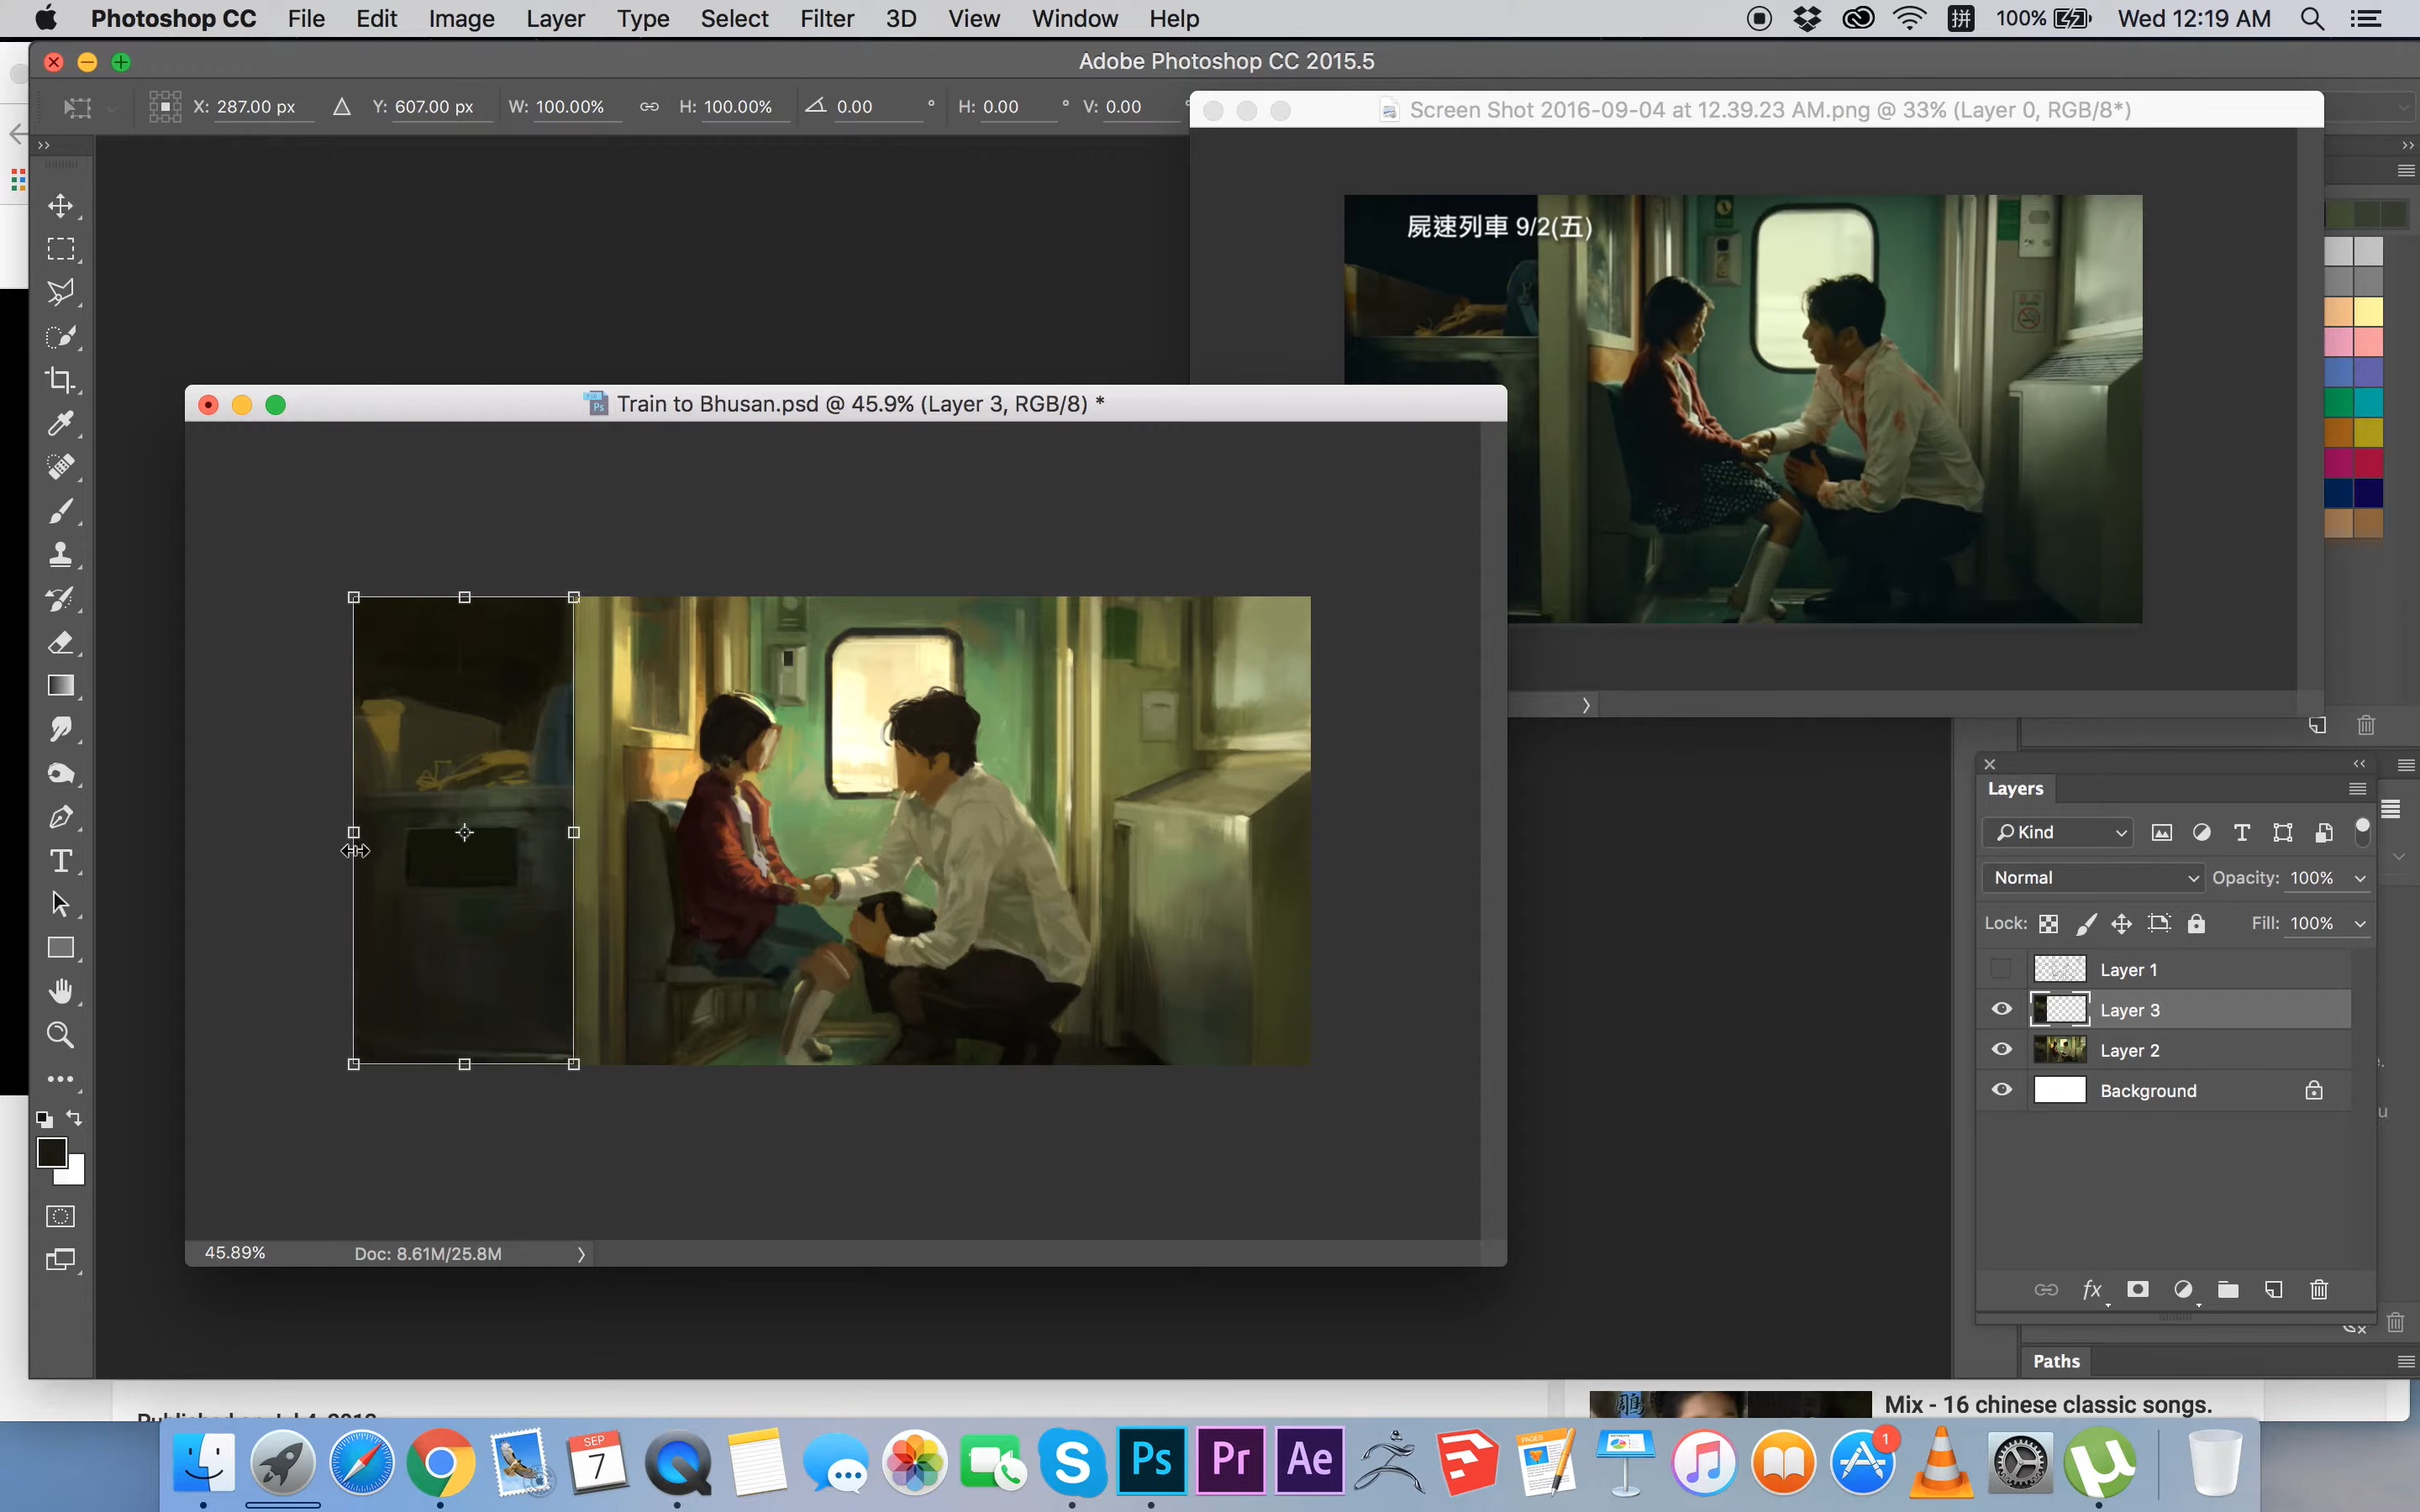 Photoshop CC File Edit Image Layer Type Select Filter 3D View Window Help 拼 100% Wed 12:19 AM
Adobe Photoshop CC 2015.5
X: 287.00 px Y: 607.00 px W: 100.00% H: 100.00% 0.00 ° H: 0.00 ° V: 0.00 °
Screen Shot 2016-09-04 at 12.39.23 AM.png @ 33% (Layer 0, RGB/8*)
屍速列車 9/2(五)
Train to Bhusan.psd @ 45.9% (Layer 3, RGB/8) *
Layers
Kind
Normal Opacity: 100%
Lock: Fill: 100%
Layer 1
Layer 3
Layer 2
Background
fx
45.89% Doc: 8.61M/25.8M
Paths
Mix - 16 chinese classic songs.
SEP
7
S
Ps
Pr
Ae
PAGES
1